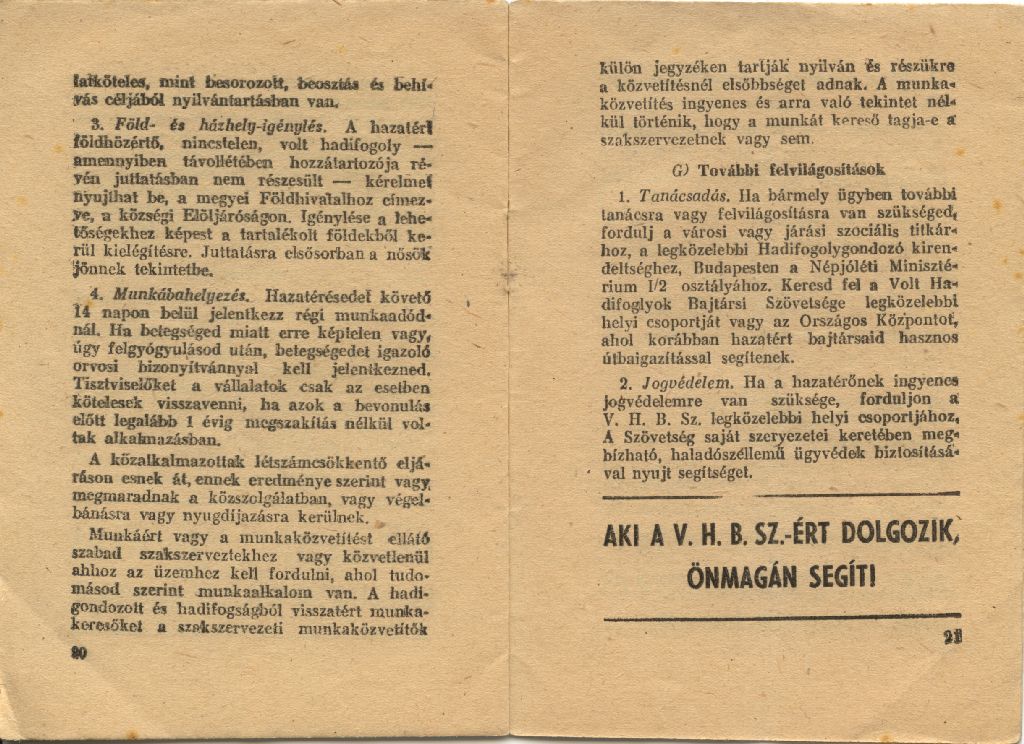 latköteles, mint besorozott, beosztás és behí-
vás céljából nyilvántartásban van.
3. Föld- és házhely-igénylés. A hazatért
földhözértő, nincstelen, volt hadifogoly —
amennyiben távollétében hozzátartozója ré-
vén juttatásban nem részesült — kérelmet
nyujthat be, a megyei Földhivatalhoz címez-
ve, a községi Elöljáróságon. Igénylése a lehe-
tőségekhez képest a tartalékolt földekből ke-
rül kielégítésre. Juttatásra elsősorban a nősök
jönnek tekintetbe.
4. Munkábahelyezés. Hazatérésedet követő
14 napon belül jelentkezz régi munkaadód-
nál. Ha betegséged miatt erre képtelen vagy,
úgy felgyógyulásod után, betegségedet igazoló
orvosi bizonyítvánnyal kell jelentkezned.
Tisztviselőket a vállalatok csak az esetben
kötelesek visszavenni, ha azok a bevonulás
előtt legalább 1 évig megszakítás nélkül vol-
tak alkalmazásban.
A közalkalmazottak létszámcsökkentő eljá-
ráson esnek át, ennek eredménye szerint vagy
megmaradnak a közszolgálatban, vagy végel-
bánásra vagy nyugdíjazásra kerülnek.
Munkáért vagy a munkaközvetítést ellátó
szabad szakszerveztekhez vagy közvetlenül
ahhoz az üzemhez kell fordulni, ahol tudo-
másod szerint munkaalkalom van. A hadi-
gondozott és hadifogságból visszatért munka-
keresőket a szakszervezeti munkaközvetítők
20
külön jegyzéken tartják nyilván és részükre
a közvetítésnél elsőbbséget adnak. A munka-
közvetítés ingyenes és arra való tekintet nél-
kül történik, hogy a munkát kereső tagja-e a
szakszervezetnek vagy sem.
G) További felvilágosítások
1. Tanácsadás. Ha bármely ügyben további
tanácsra vagy felvilágosításra van szükséged,
fordulj a városi vagy járási szociális titkár-
hoz, a legközelebbi Hadifogolygondozó kiren-
deltséghez, Budapesten a Népjóléti Miniszté-
rium I/2 osztályához. Keresd fel a Volt Ha-
difoglyok Bajtársi Szövetsége legközelebbi
helyi csoportját vagy az Országos Központot,
ahol korábban hazatért bajtársaid hasznos
útbaigazítással segítenek.
2. Jogvédelem. Ha a hazatérőnek ingyenes
jogvédelemre van szüksége, forduljon a
V. H. B. Sz. legközelebbi helyi csoportjához.
A Szövetség saját szervezetei keretében meg-
bízható, haladószellemű ügyvédek biztosításá-
val nyujt segítséget.
AKI A V. H. B. SZ.-ÉRT DOLGOZIK,
ÖNMAGÁN SEGÍT!
21